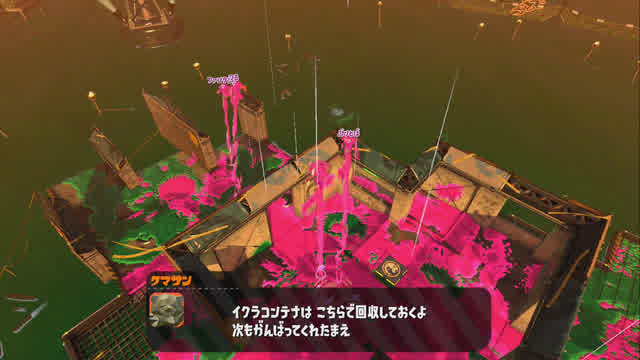 クマサン
イクラコンテナは こちらで回収しておくよ
次もがんばってくれたまえ